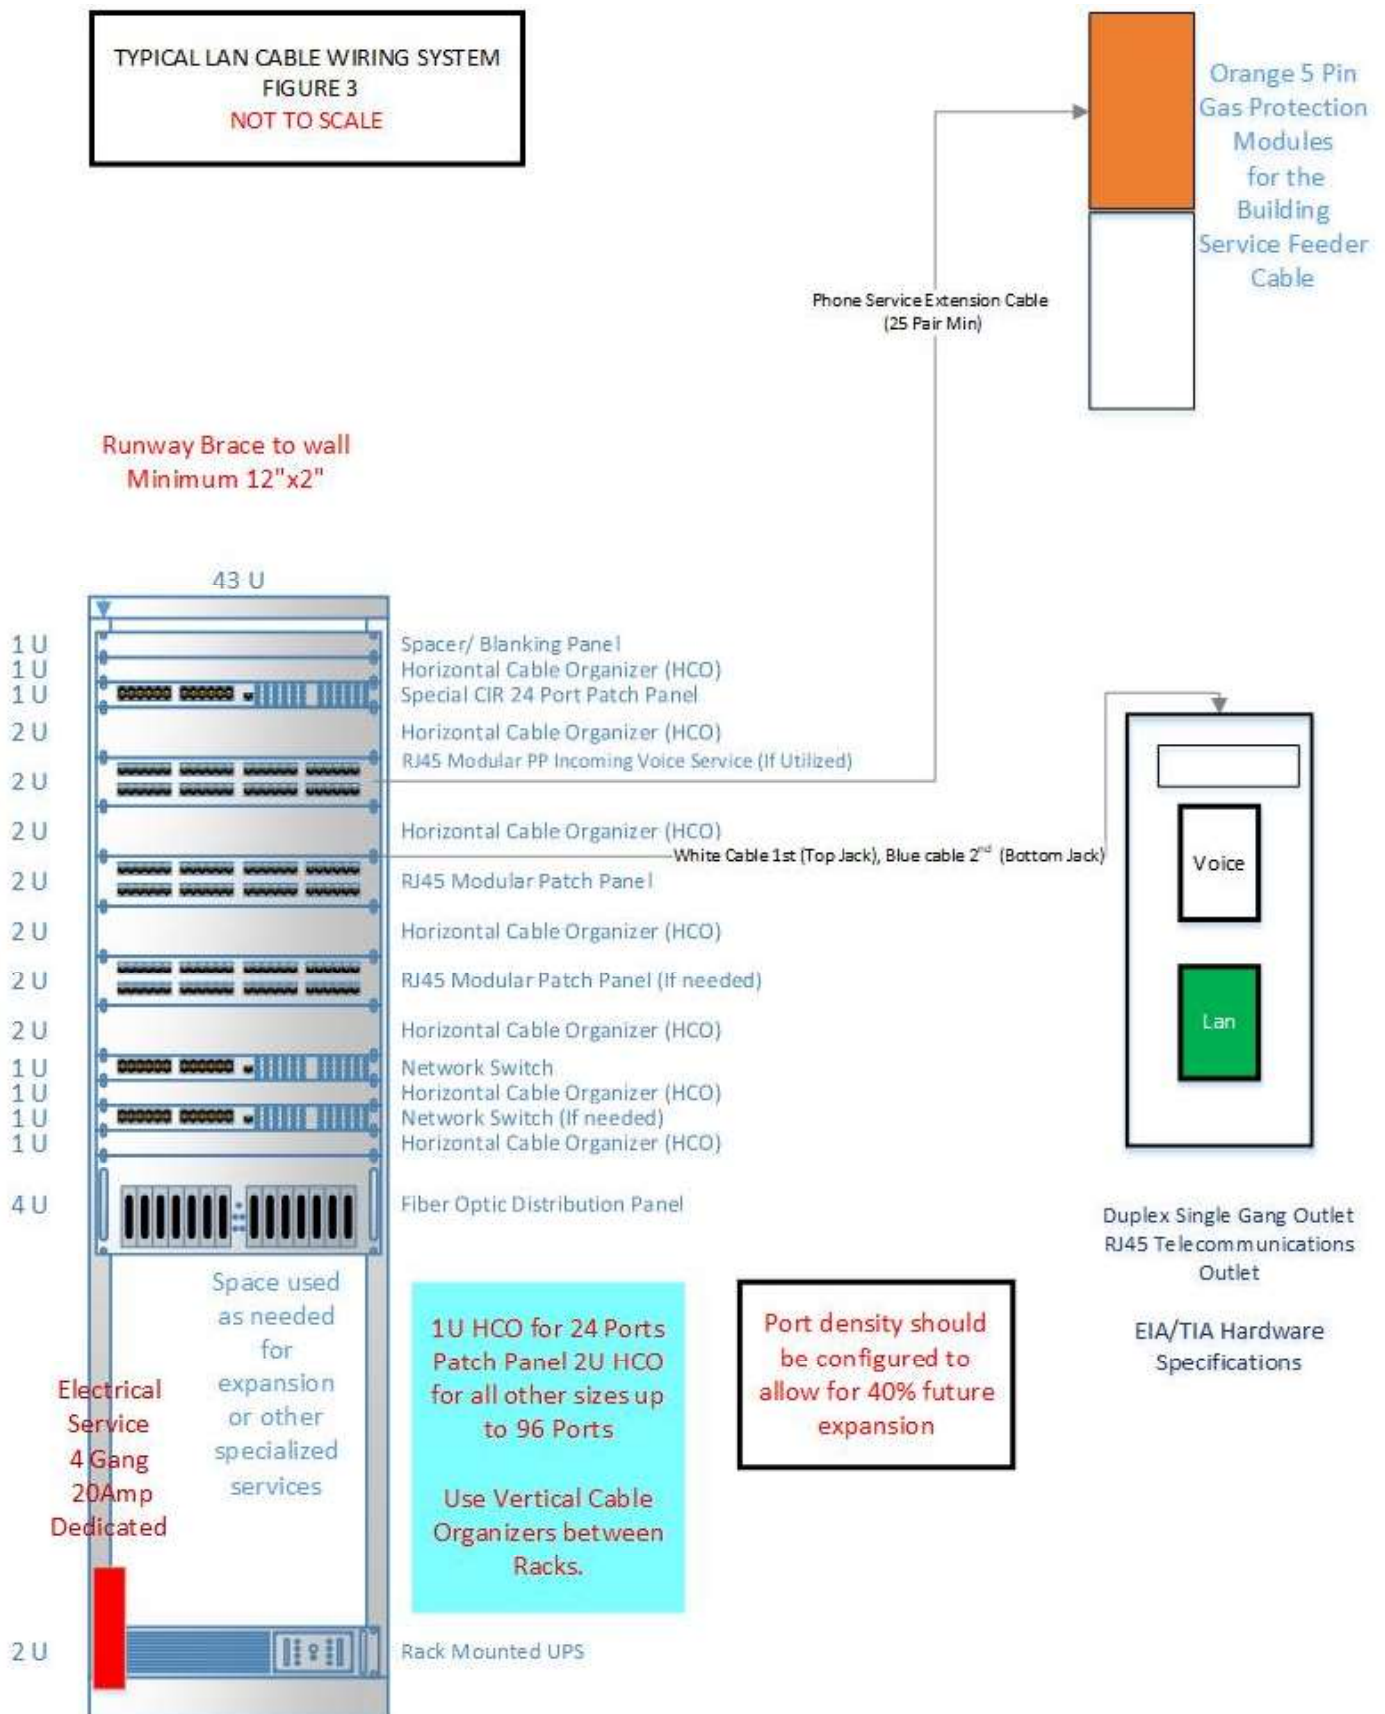 TYPICAL LAN CABLE WIRING SYSTEM
FIGURE 3
NOT TO SCALE
Orange 5 Pin
Gas Protection
Modules
for the
Building
Service Feeder
Cable
Phone Service Extension Cable
(25 Pair Min)
Runway Brace to wall
Minimum 12"x2"
43 U
1 U Spacer/ Blanking Panel
1 U Horizontal Cable Organizer (HCO)
1 U Special CIR 24 Port Patch Panel
2 U Horizontal Cable Organizer (HCO)
2 U RJ45 Modular PP Incoming Voice Service (If Utilized)
2 U Horizontal Cable Organizer (HCO)
White Cable 1st (Top Jack), Blue cable 2nd (Bottom Jack)
2 U RJ45 Modular Patch Panel
2 U Horizontal Cable Organizer (HCO)
2 U RJ45 Modular Patch Panel (If needed)
2 U Horizontal Cable Organizer (HCO)
1 U Network Switch
1 U Horizontal Cable Organizer (HCO)
1 U Network Switch (If needed)
1 U Horizontal Cable Organizer (HCO)
4 U Fiber Optic Distribution Panel
Voice
Lan
Duplex Single Gang Outlet
RJ45 Telecommunications
Outlet
EIA/TIA Hardware
Specifications
Space used
as needed
for
expansion
or other
specialized
services
Electrical
Service
4 Gang
20Amp
Dedicated
1U HCO for 24 Ports
Patch Panel 2U HCO
for all other sizes up
to 96 Ports
Use Vertical Cable
Organizers between
Racks.
Port density should
be configured to
allow for 40% future
expansion
2 U Rack Mounted UPS